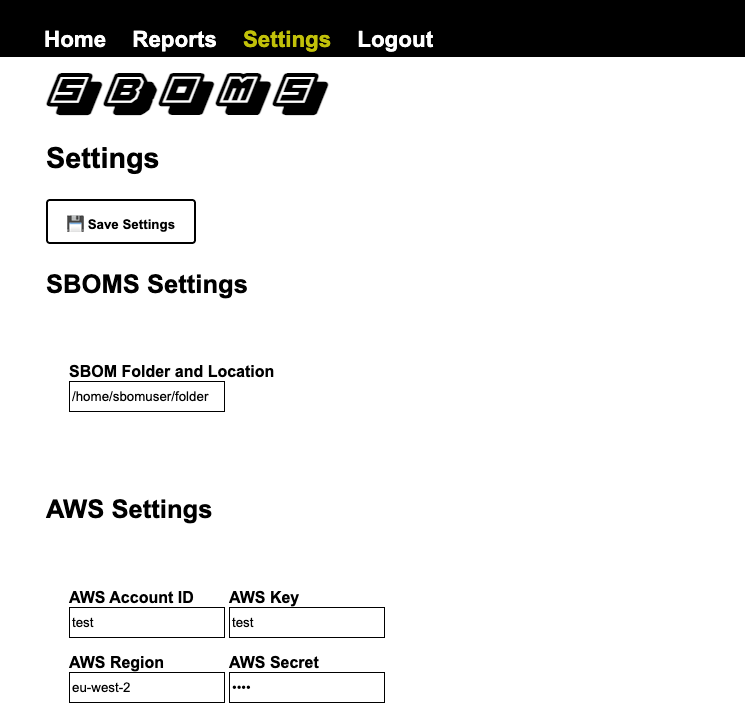 Home Reports Settings Logout
SBOMS
Settings
💾 Save Settings
SBOMS Settings
SBOM Folder and Location
/home/sbomuser/folder
AWS Settings
AWS Account ID AWS Key
test test
AWS Region AWS Secret
eu-west-2 ••••